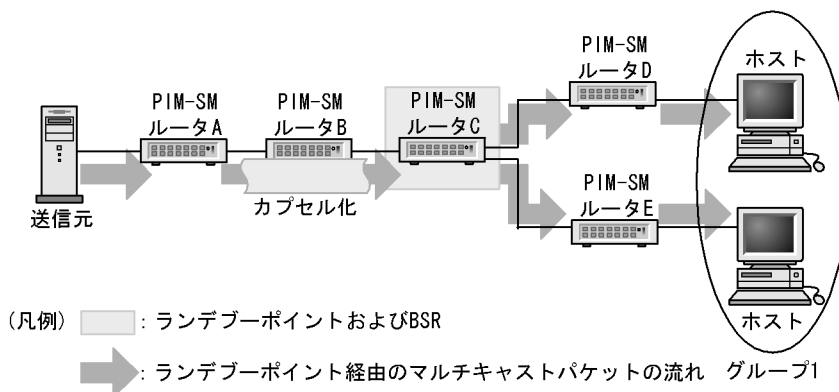 PIM-SM
ルータD
ホスト
PIM-SM
ルータA
PIM-SM
ルータB
PIM-SM
ルータC
PIM-SM
ルータE
送信元
カプセル化
ホスト
(凡例)
：ランデブーポイントおよびBSR
：ランデブーポイント経由のマルチキャストパケットの流れ
グループ1